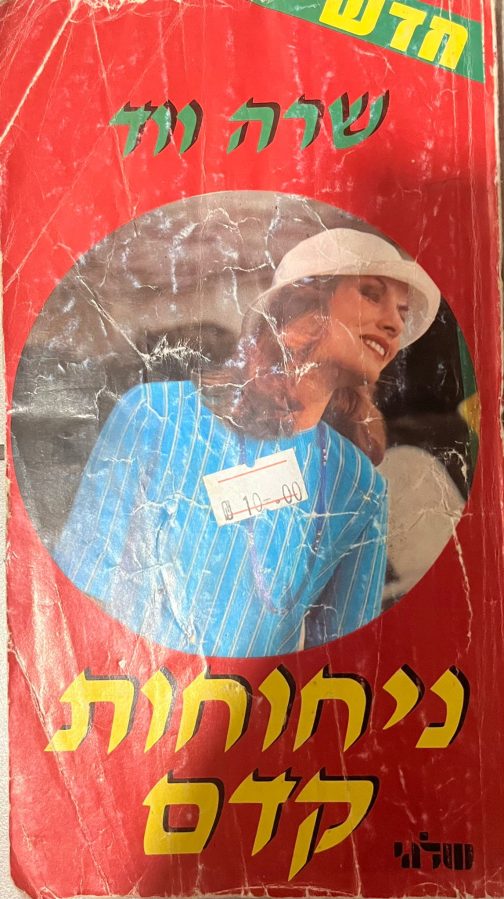 חדש
שרה ווד
₪ 10-.00
ניחוחות
קדם
שלגי